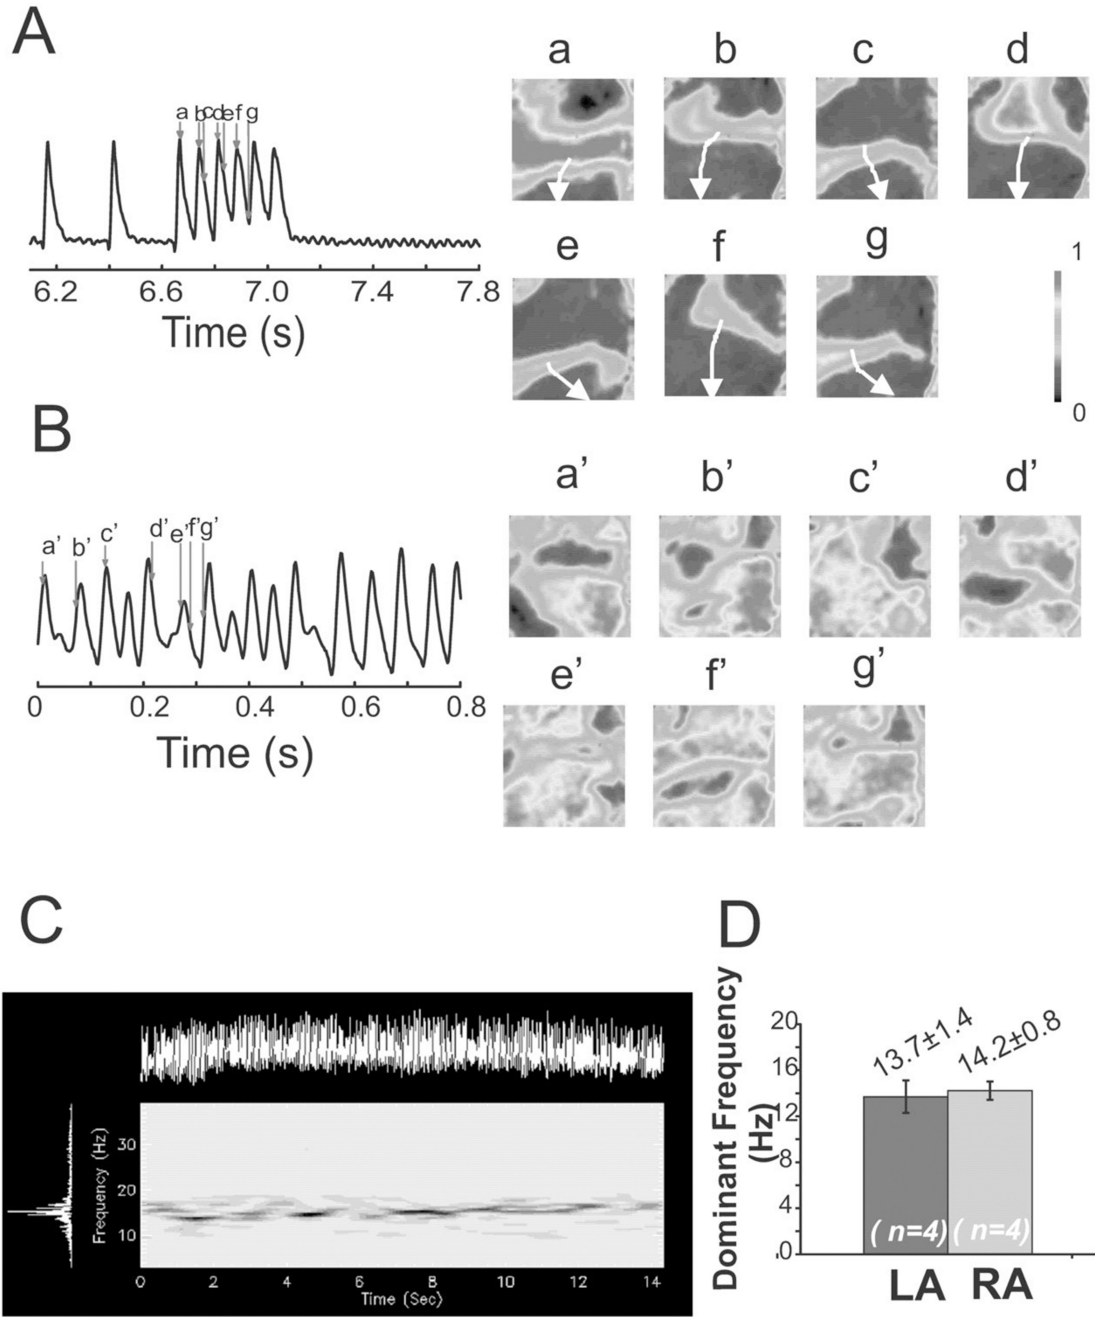 A
a b c d e f g
6.2 6.6 7.0 7.4 7.8
Time (s)
a b c d
e f g
1
0
B
a’ b’ c’ d’ e’ f’ g’
0 0.2 0.4 0.6 0.8
Time (s)
a’ b’ c’ d’
e’ f’ g’
C
Frequency (Hz)
30
20
10
0 2 4 6 8 10 12 14
Time (Sec)
D
Dominant Frequency
(Hz)
20
16
12
8
4
.0
13.7±1.4 14.2±0.8
( n=4) ( n=4)
LA RA